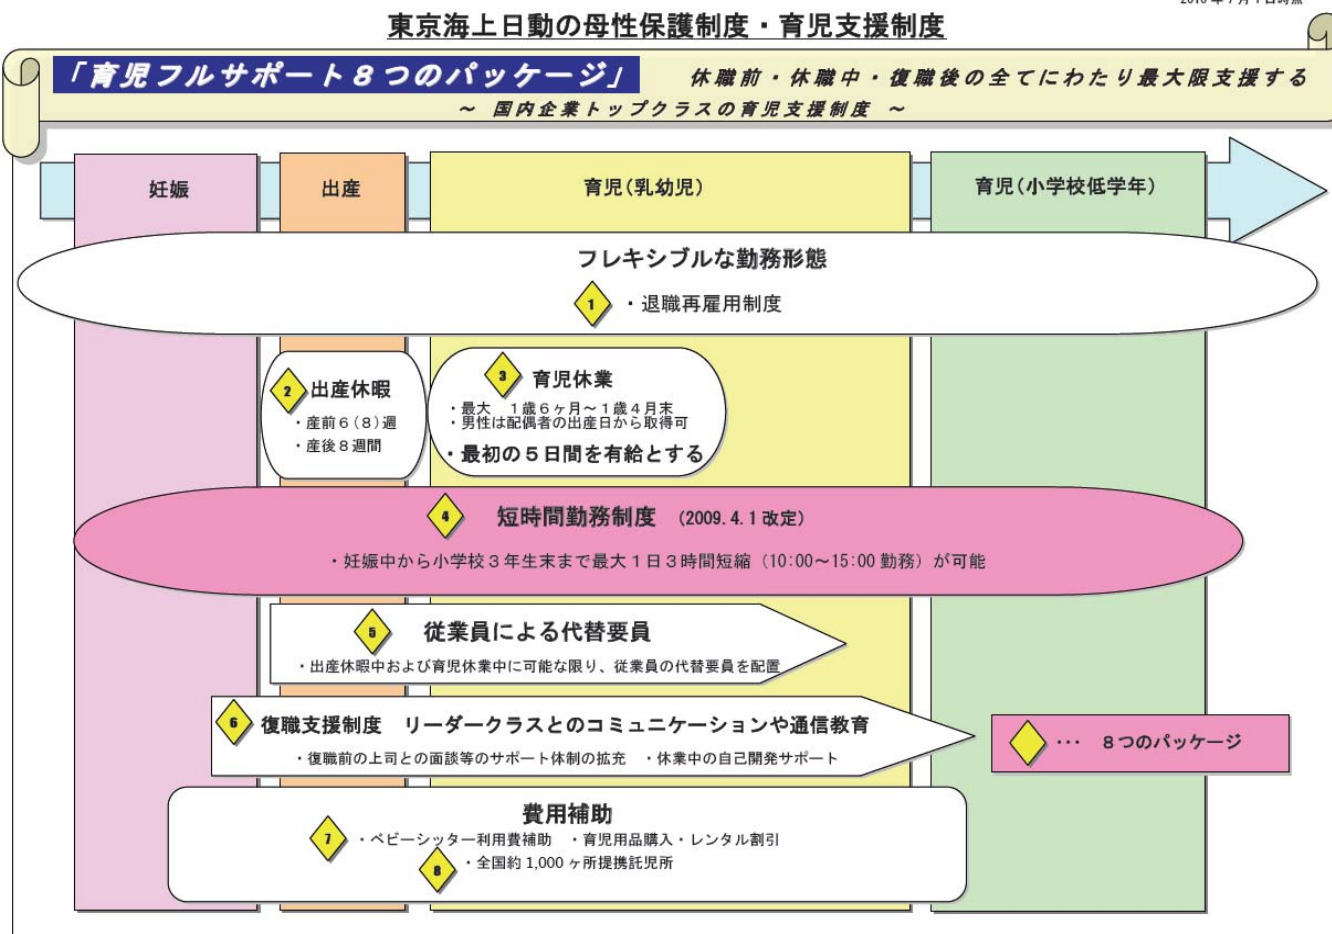 東京海上日動の母性保護制度・育児支援制度
「育児フルサポート８つのパッケージ」 休職前・休職中・復職後の全てにわたり最大限支援する
～ 国内企業トップクラスの育児支援制度 ～
妊娠 出産 育児(乳幼児) 育児(小学校低学年)
フレキシブルな勤務形態
1 ・退職再雇用制度
2 出産休暇
・産前６(８)週
・産後８週間
3 育児休業
・最大 １歳６ヶ月～１歳４月末
・男性は配偶者の出産日から取得可
・最初の５日間を有給とする
4 短時間勤務制度 (2009.4.1改定)
・妊娠中から小学校３年生末まで最大１日３時間短縮（10:00～15:00 勤務）が可能
5 従業員による代替要員
・出産休暇中および育児休業中に可能な限り、従業員の代替要員を配置
6 復職支援制度 リーダークラスとのコミュニケーションや通信教育
・復職前の上司との面談等のサポート体制の拡充 ・休業中の自己開発サポート
… ８つのパッケージ
費用補助
7 ・ベビーシッター利用費補助 ・育児用品購入・レンタル割引
8 ・全国約 1,000 ヶ所提携託児所